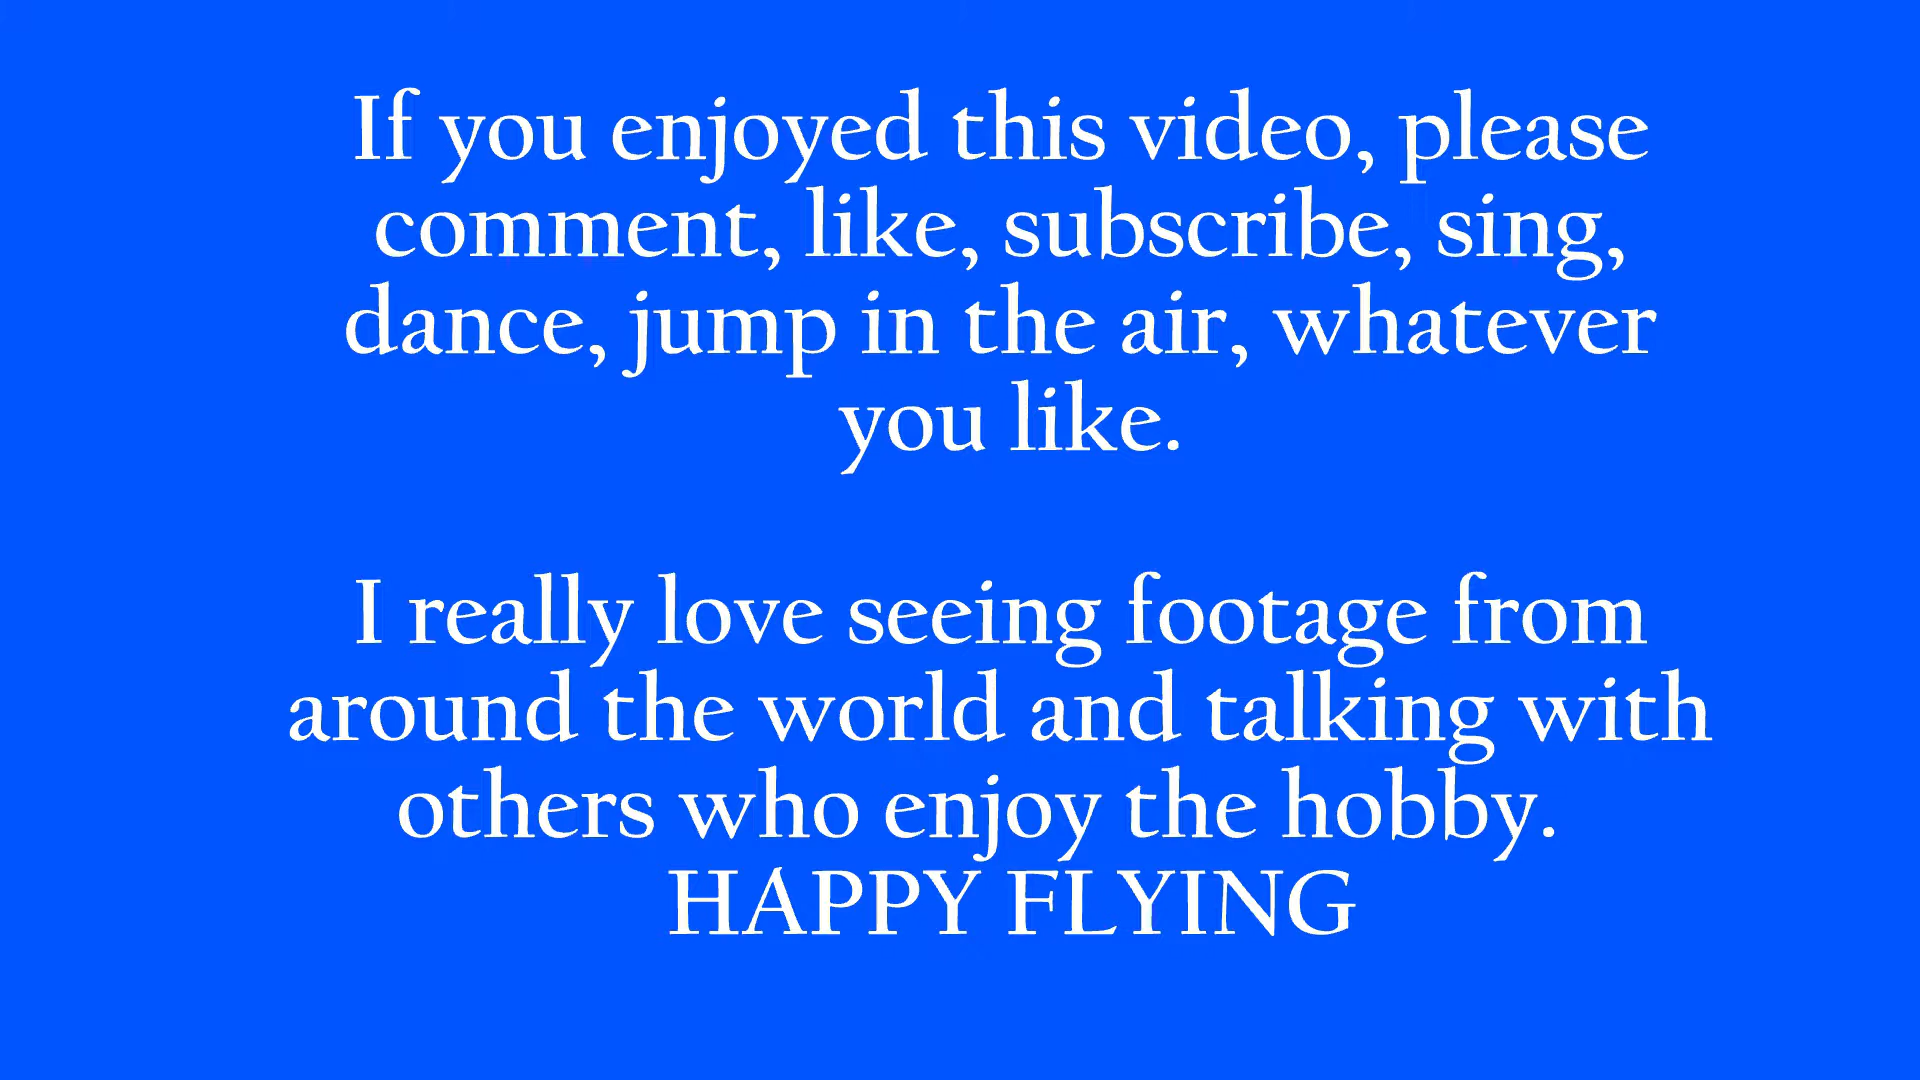 If you enjoyed this video, please
comment, like, subscribe, sing,
dance, jump in the air, whatever
you like.
I really love seeing footage from
around the world and talking with
others who enjoy the hobby.
HAPPY FLYING